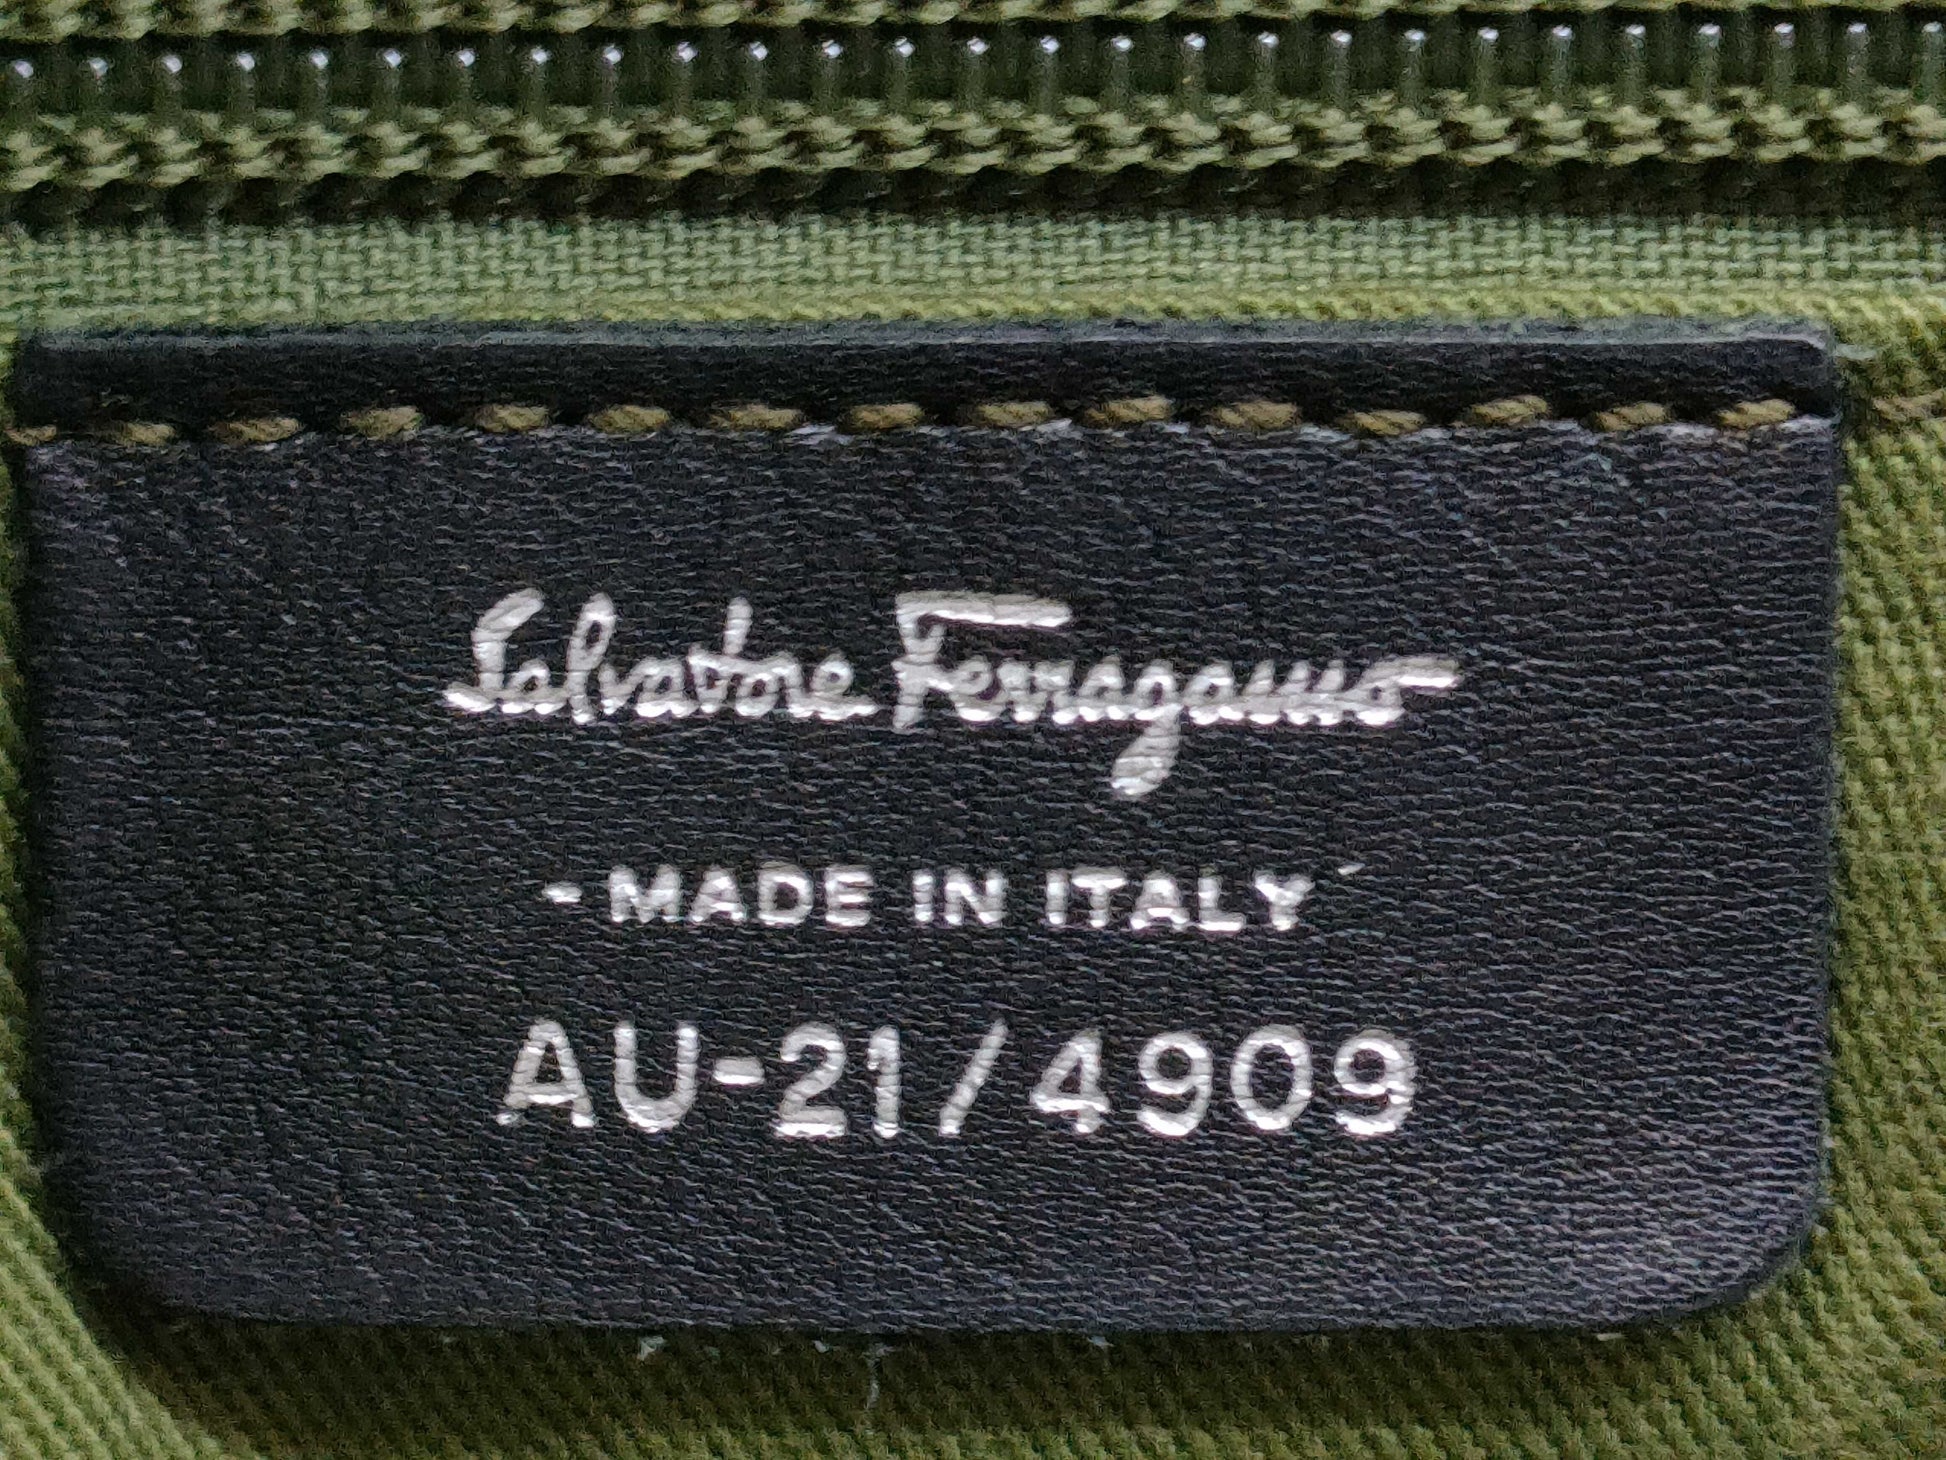 Salvatore Ferragamo
- MADE IN ITALY -
AU-21/4909